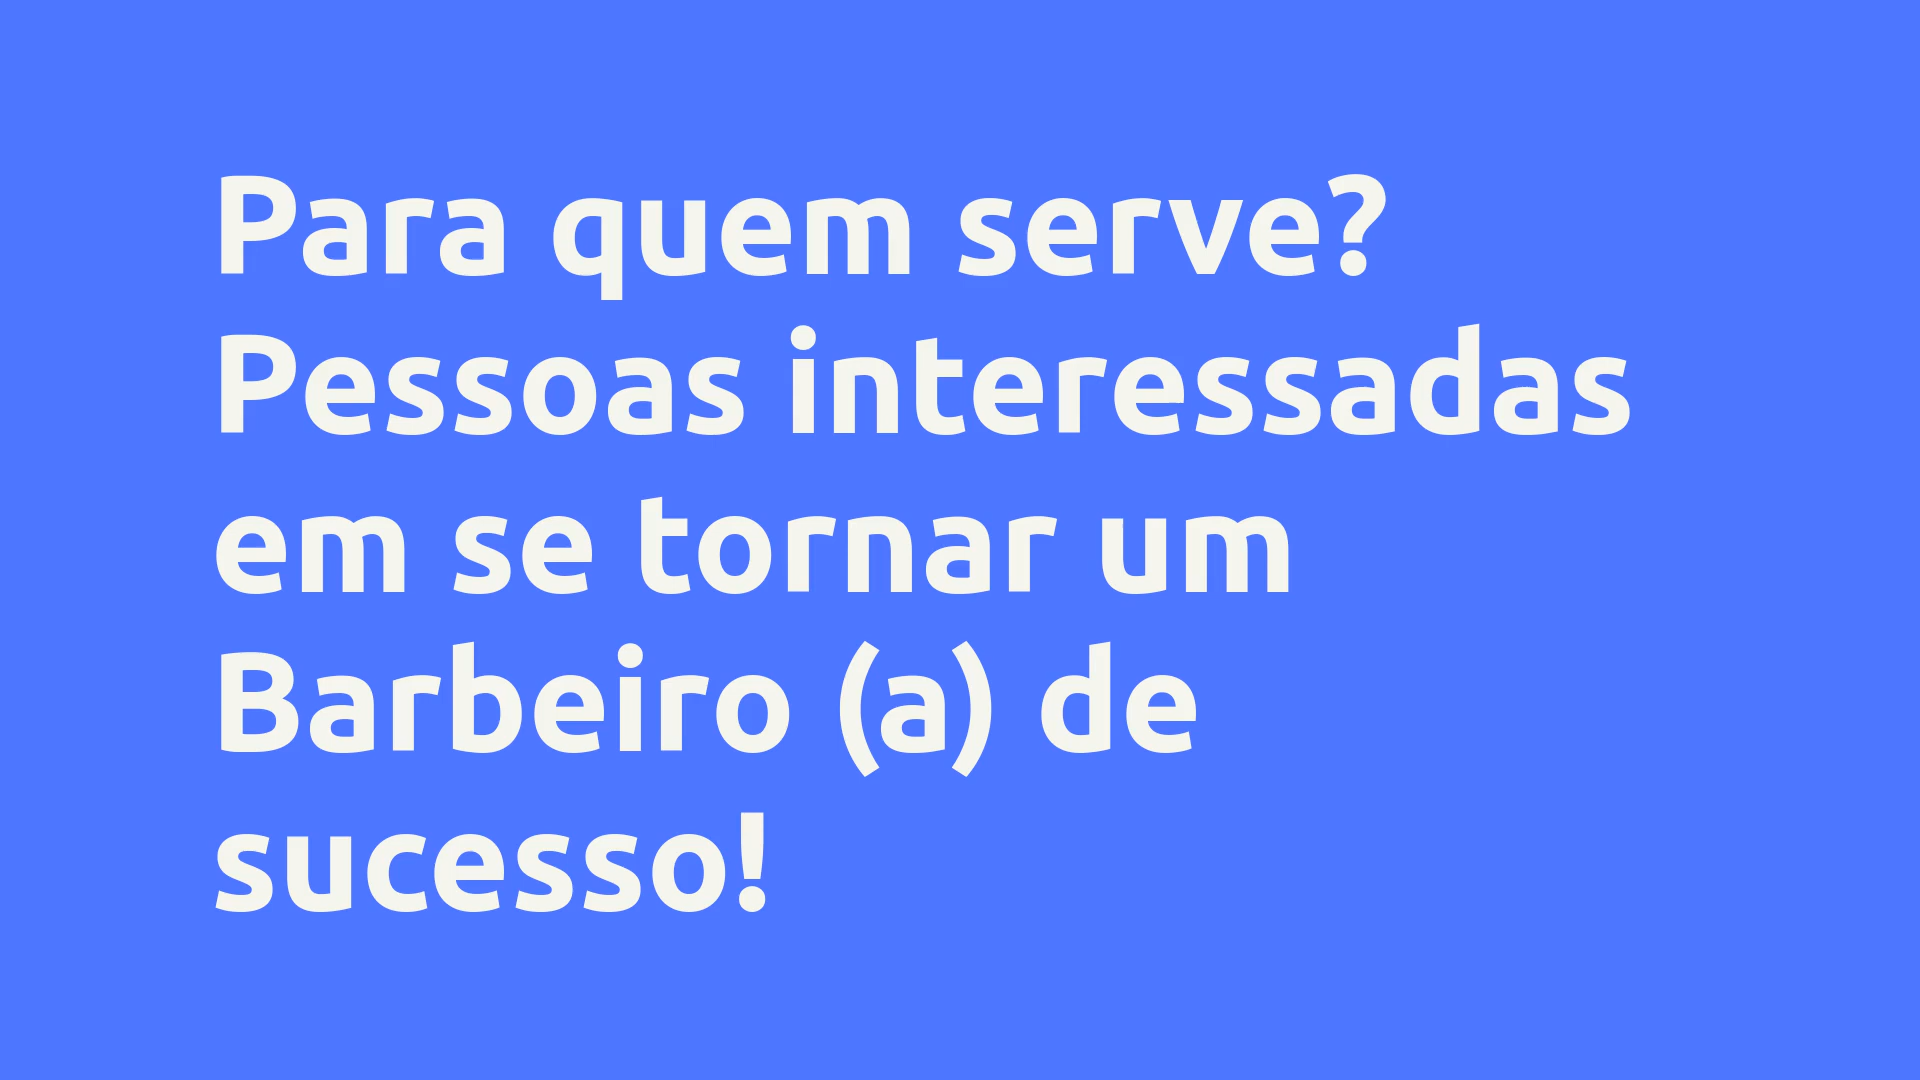 Para quem serve?
Pessoas interessadas
em se tornar um
Barbeiro (a) de
sucesso!